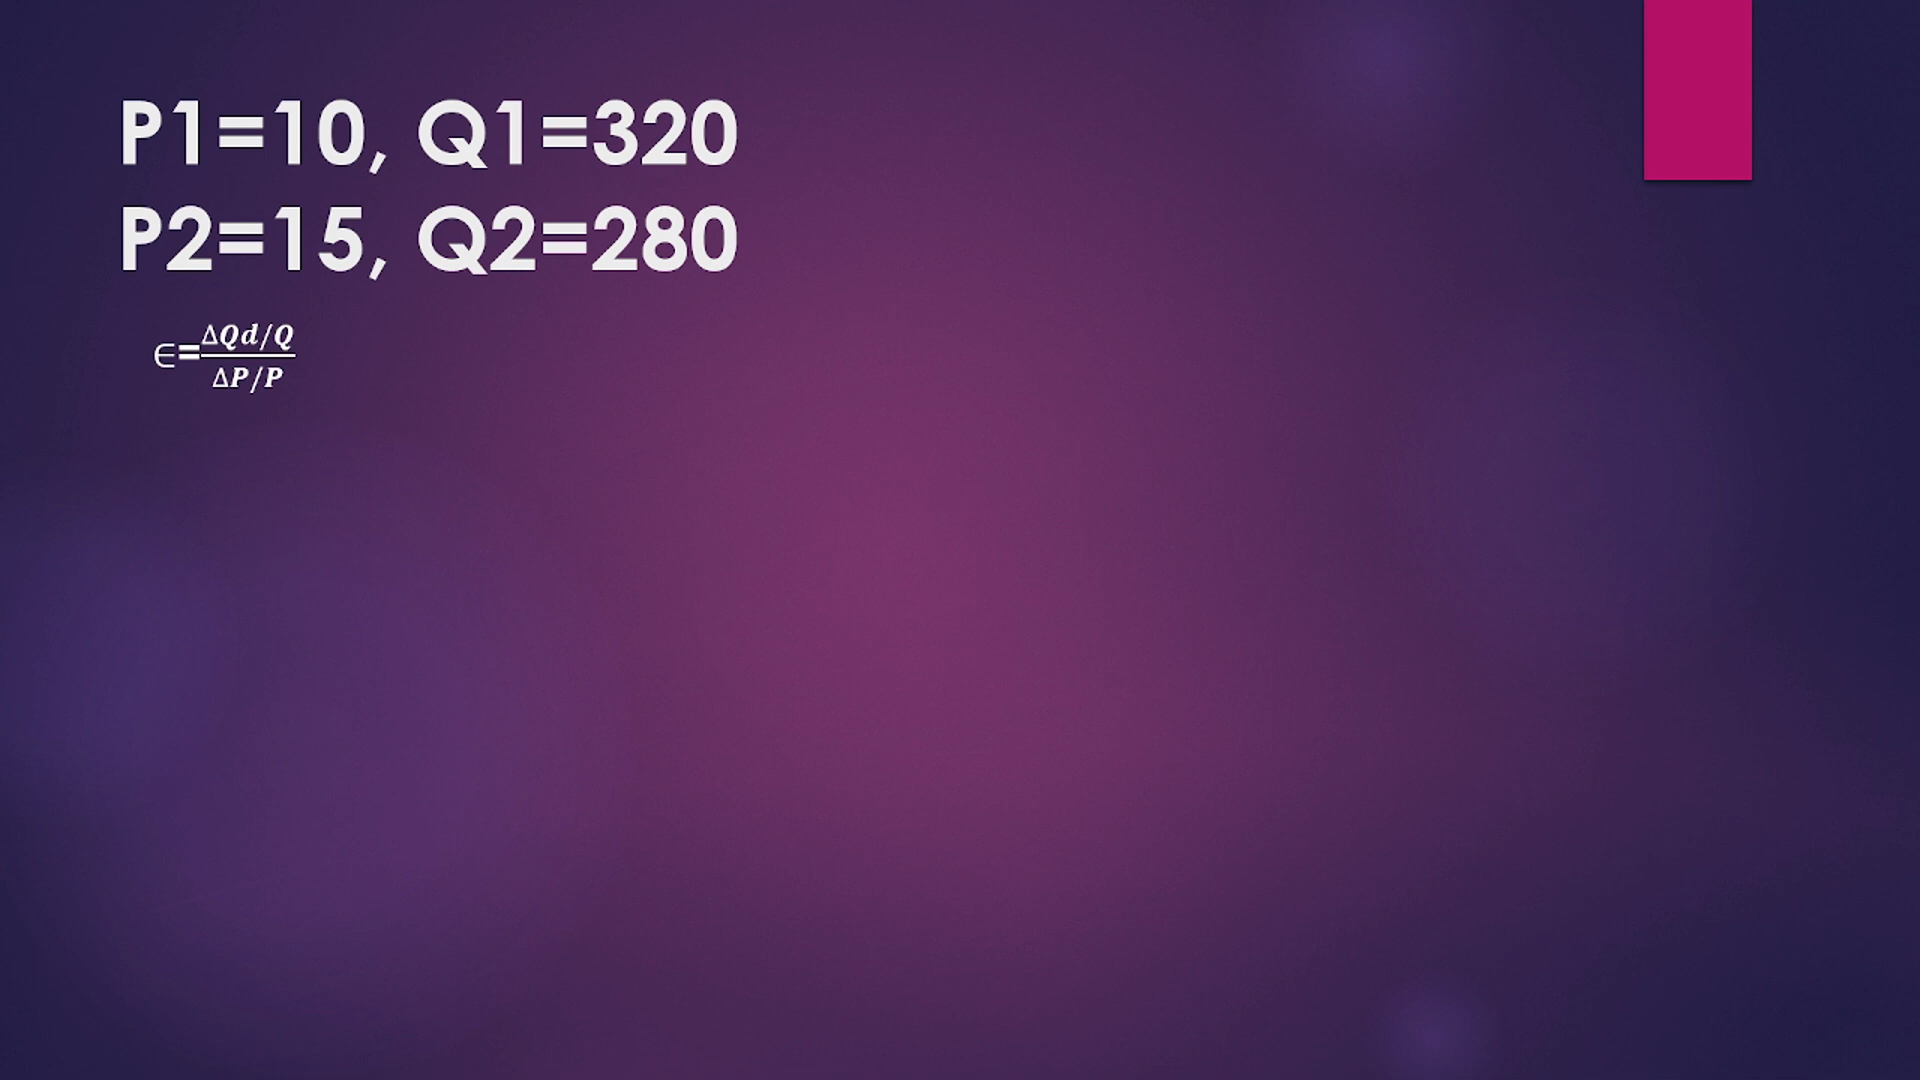 P1=10, Q1=320
P2=15, Q2=280
∈=ΔQd/Q
ΔP/P